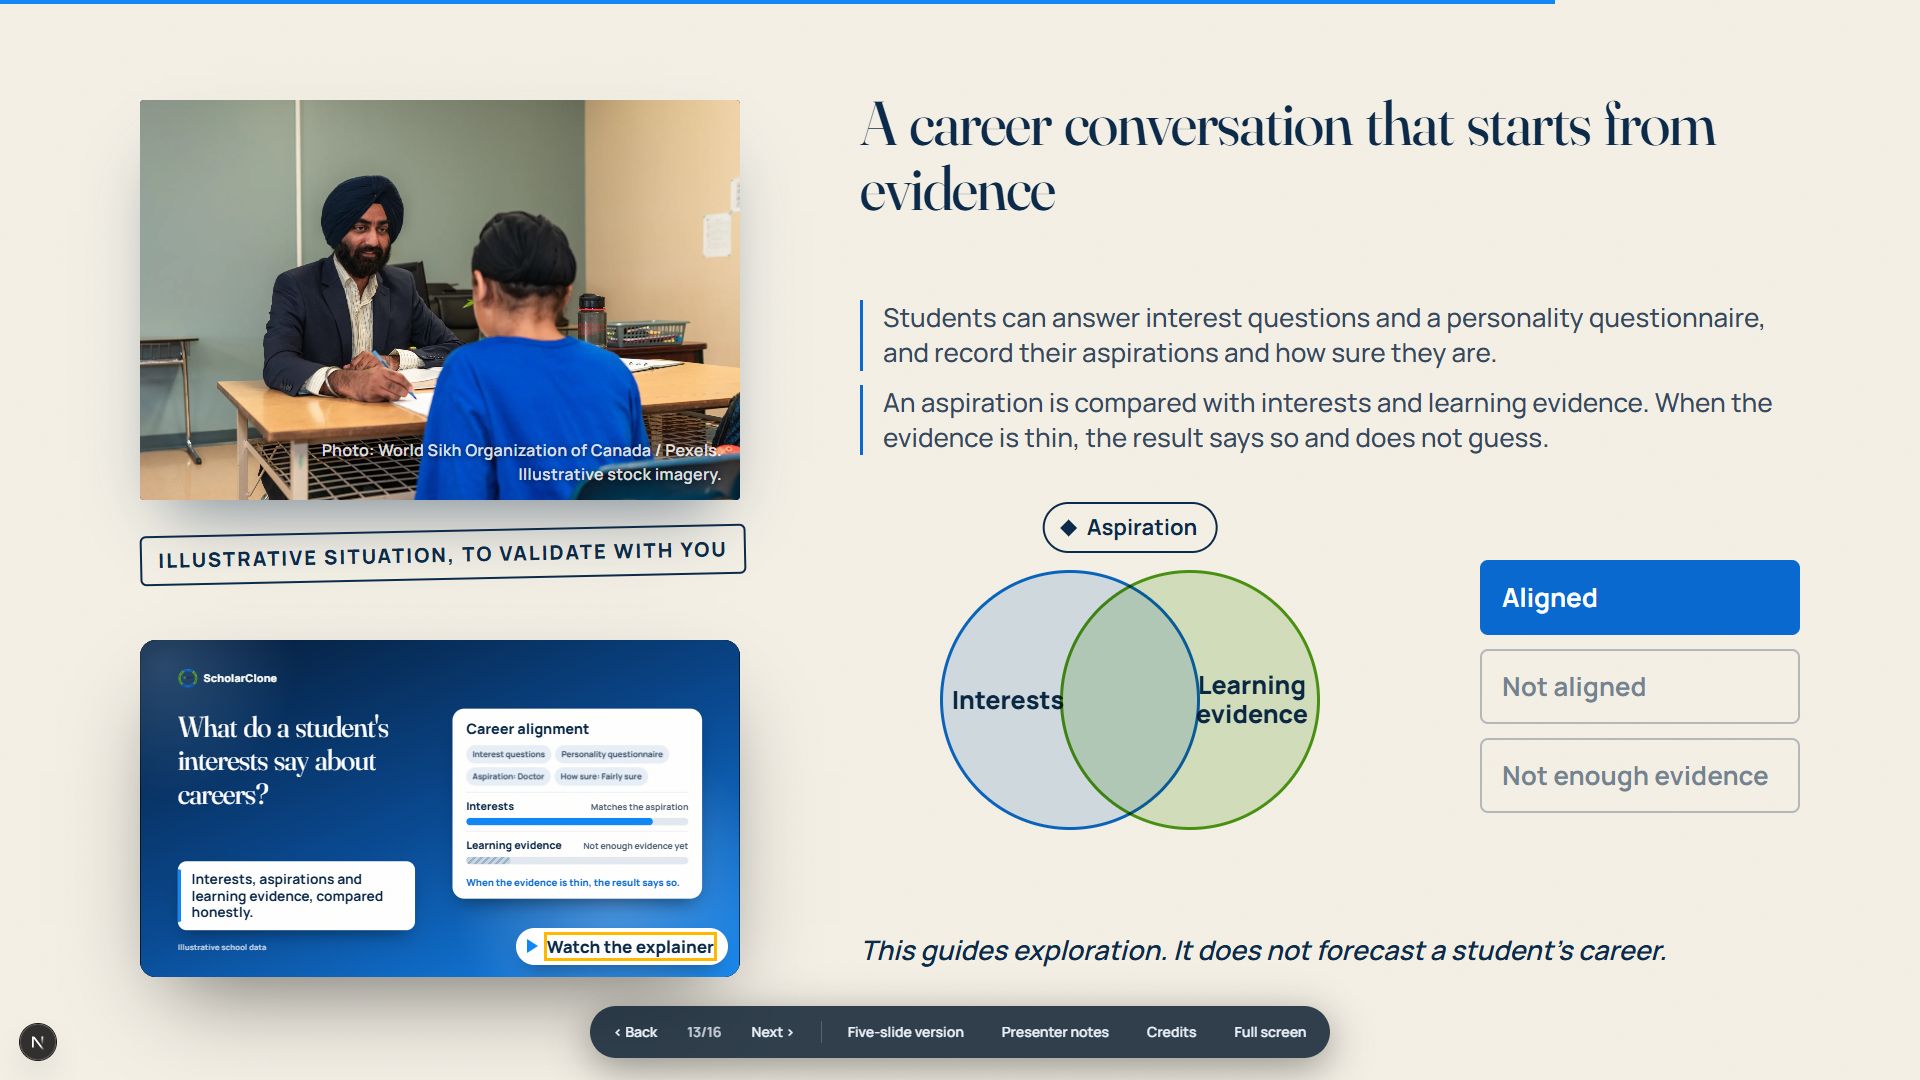 A career conversation that starts from
evidence
Photo: World Sikh Organization of Canada / Pexels.
Illustrative stock imagery.
ILLUSTRATIVE SITUATION, TO VALIDATE WITH YOU
Students can answer interest questions and a personality questionnaire,
and record their aspirations and how sure they are.
An aspiration is compared with interests and learning evidence. When the
evidence is thin, the result says so and does not guess.
Aspiration
Interests
Learning
evidence
Aligned
Not aligned
Not enough evidence
ScholarClone
What do a student's
interests say about
careers?
Interests, aspirations and
learning evidence, compared
honestly.
Illustrative school data
Career alignment
Interest questions
Personality questionnaire
Aspiration: Doctor
How sure: Fairly sure
Interests
Matches the aspiration
Learning evidence
Not enough evidence yet
When the evidence is thin, the result says so.
Watch the explainer
This guides exploration. It does not forecast a student’s career.
N
‹ Back
13/16
Next ›
Five-slide version
Presenter notes
Credits
Full screen